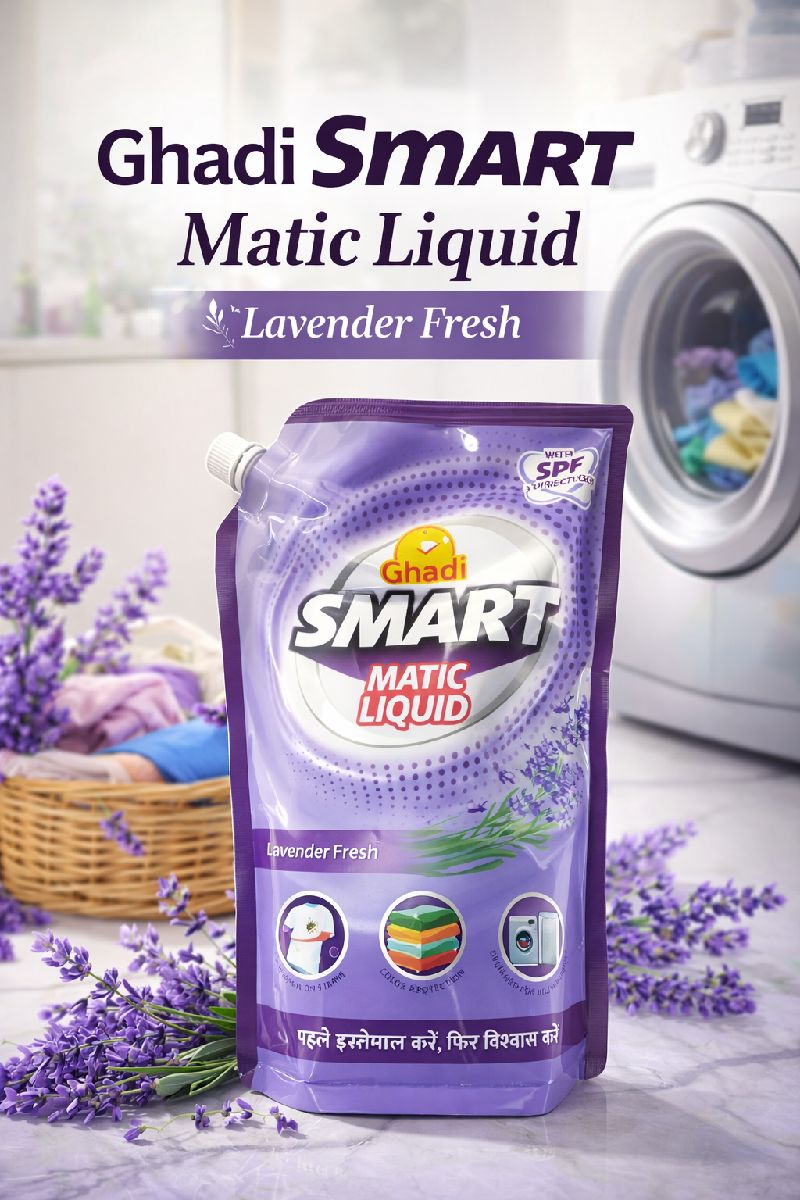 Ghadi SMART
Matic Liquid
Lavender Fresh
SPF
Ghadi
SMART
MATIC
LIQUID
Lavender Fresh
पहले इस्तेमाल करें, फिर विश्वास करें